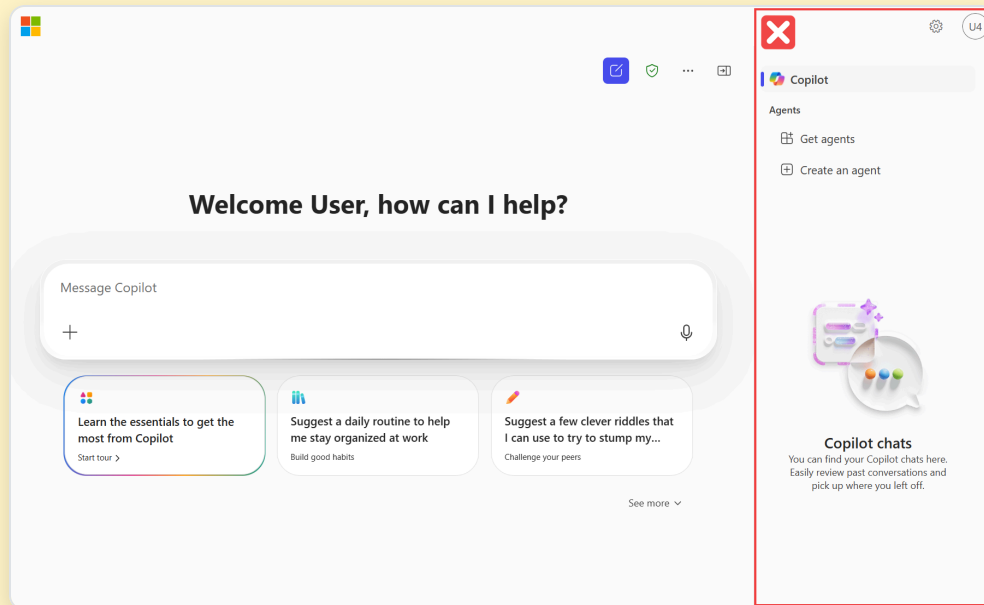 U4
Copilot
Agents
Get agents
Create an agent
Welcome User, how can I help?
Message Copilot
Learn the essentials to get the
most from Copilot
Start tour
Suggest a daily routine to help
me stay organized at work
Build good habits
Suggest a few clever riddles that
I can use to try to stump my...
Challenge your peers
See more
Copilot chats
You can find your Copilot chats here.
Easily review past conversations and
pick up where you left off.